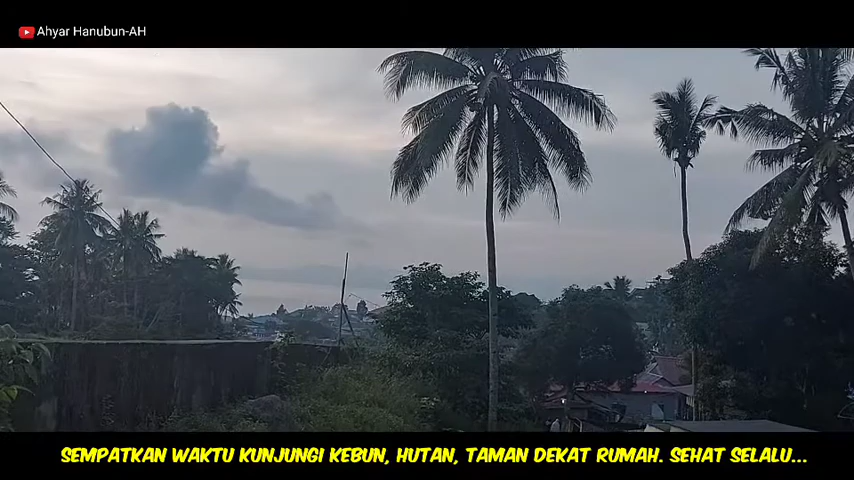 Ahyar Hanubun-AH
SEMPATKAN WAKTU KUNJUNGI KEBUN, HUTAN, TAMAN DEKAT RUMAH. SEHAT SELALU...